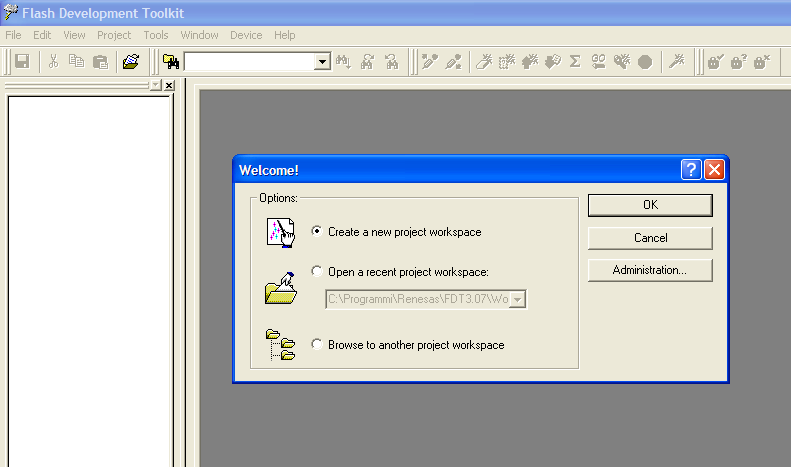 Flash Development Toolkit
File Edit View Project Tools Window Device Help
Σ GO
Welcome!
Options:
Create a new project workspace
Open a recent project workspace:
C:\Programmi\Renesas\FDT3.07\Wo
Browse to another project workspace
OK
Cancel
Administration...